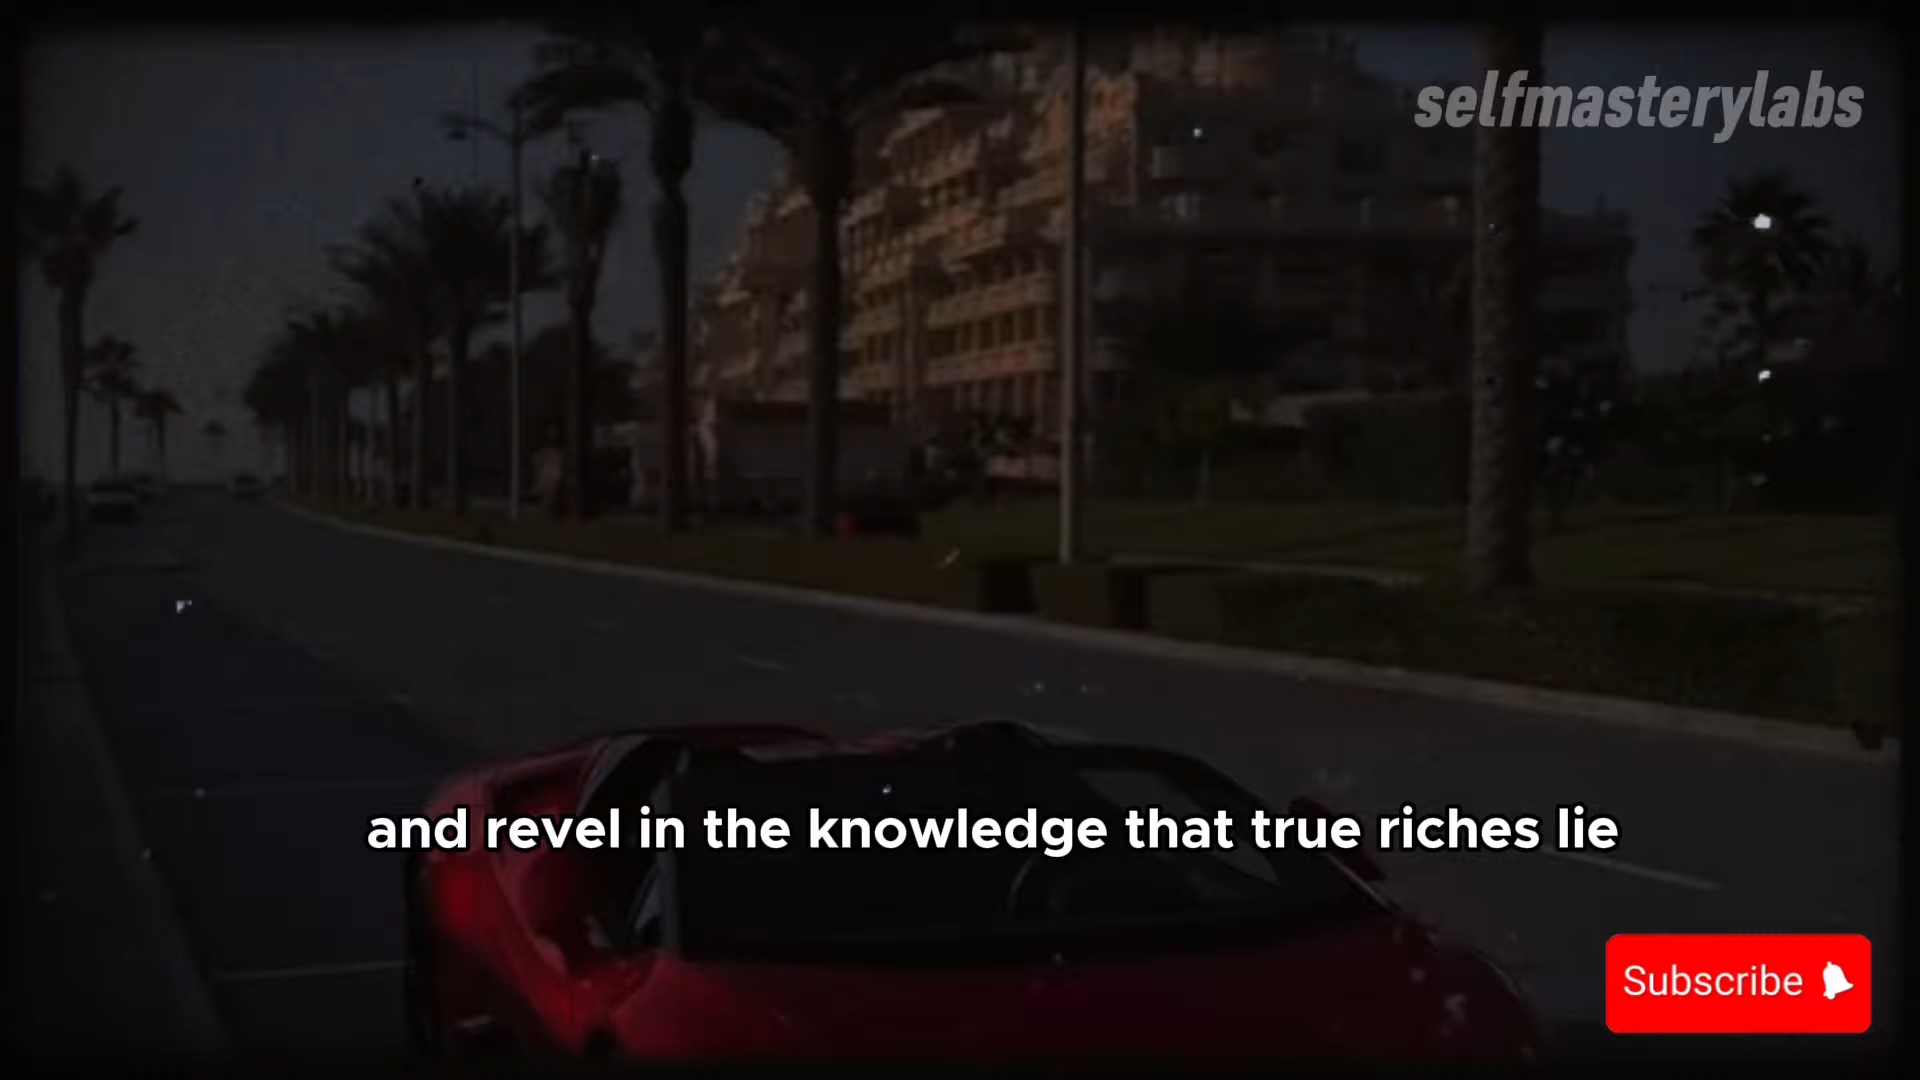 selfmasterylabs
and revel in the knowledge that true riches lie
Subscribe